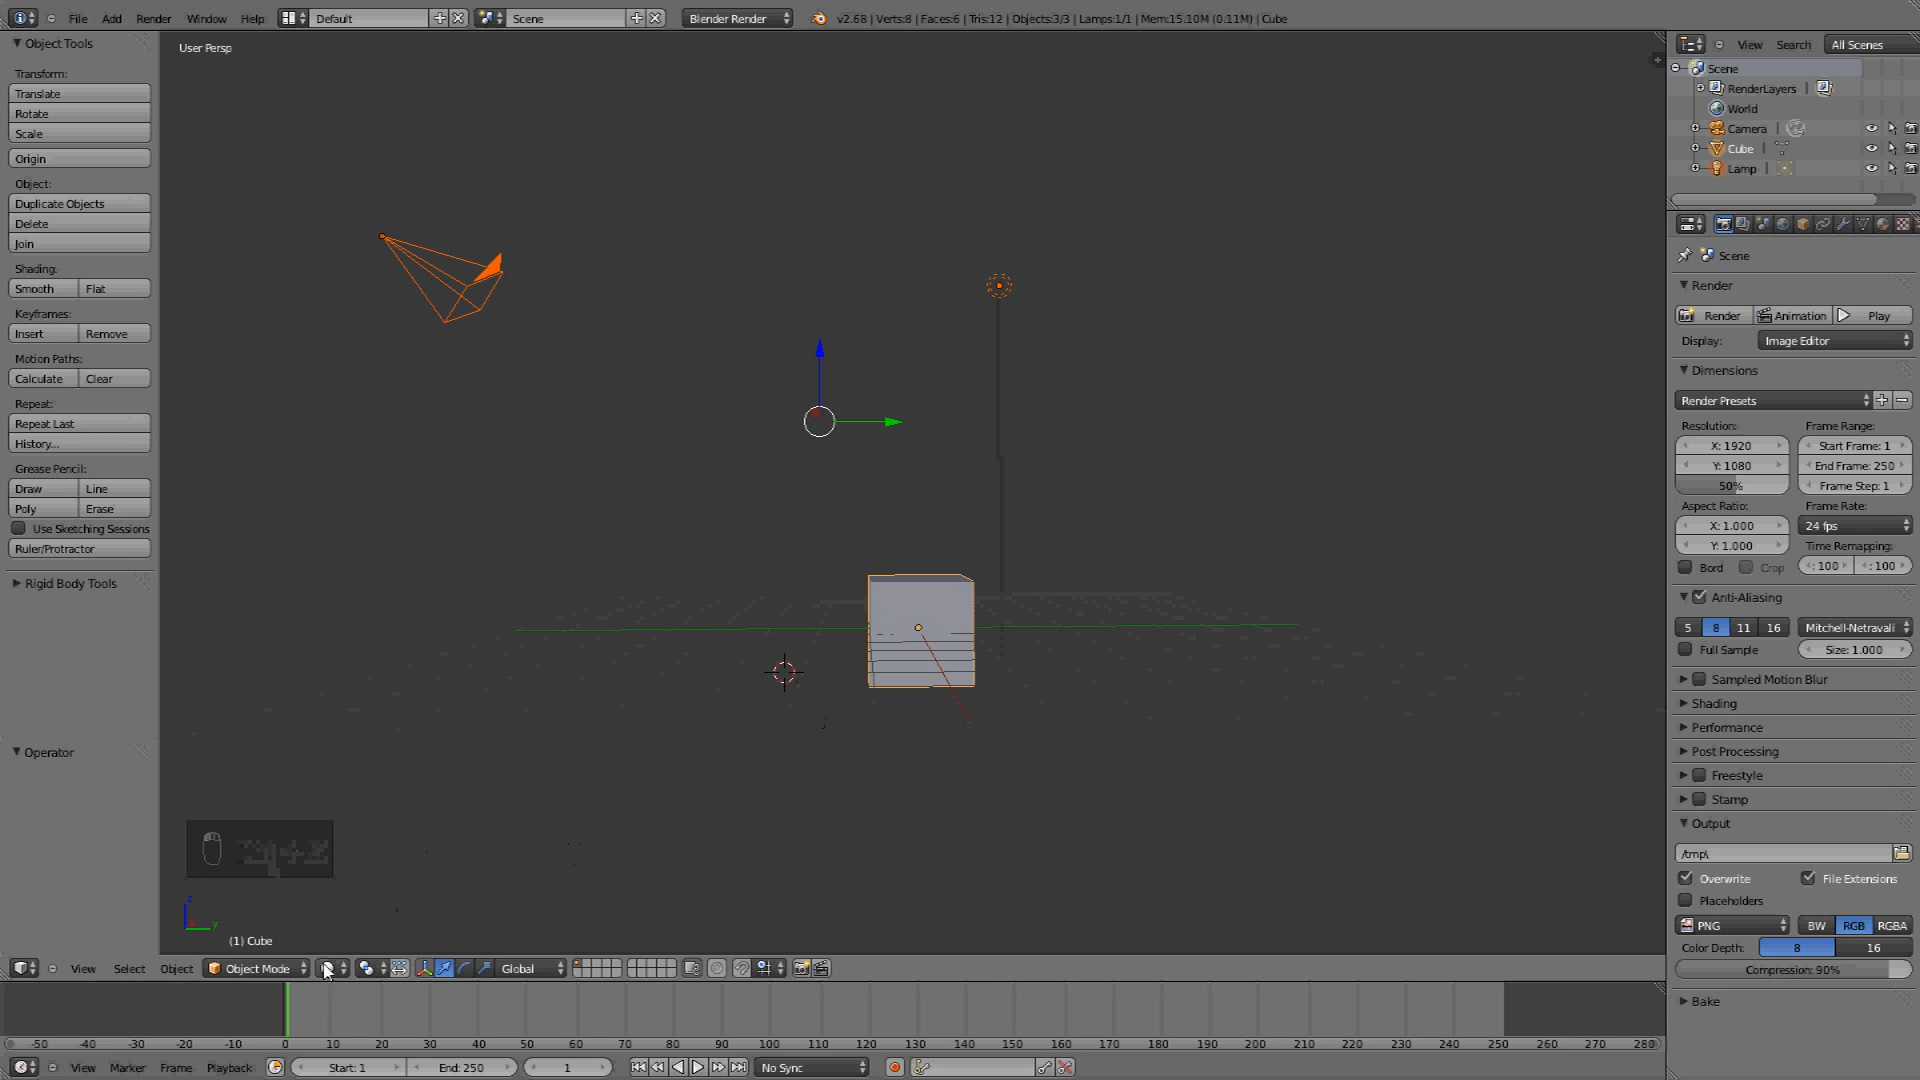 File Add Render Window Help Default Scene Blender Render v2.68 | Verts:8 | Faces:6 | Tris:12 | Objects:3/3 | Lamps:1/1 | Mem:15.10M (0.11M) | Cube
Object Tools
Transform:
Translate
Rotate
Scale
Origin
Object:
Duplicate Objects
Delete
Join
Shading:
Smooth Flat
Keyframes:
Insert Remove
Motion Paths:
Calculate Clear
Repeat:
Repeat Last
History...
Grease Pencil:
Draw Line
Poly Erase
Use Sketching Sessions
Ruler/Protractor
Rigid Body Tools
Operator
User Persp
z
y
(1) Cube
View Search All Scenes
Scene
RenderLayers |
World
Camera |
Cube |
Lamp |
Scene
Render
Render Animation Play
Display: Image Editor
Dimensions
Render Presets
Resolution: Frame Range:
X: 1920 Start Frame: 1
Y: 1080 End Frame: 250
50% Frame Step: 1
Aspect Ratio: Frame Rate:
X: 1.000 24 fps
Y: 1.000 Time Remapping:
Bord Crop : 100 : 100
Anti-Aliasing
5 8 11 16 Mitchell-Netravali
Full Sample Size: 1.000
Sampled Motion Blur
Shading
Performance
Post Processing
Freestyle
Stamp
Output
/tmp\
Overwrite File Extensions
Placeholders
PNG BW RGB RGBA
Color Depth: 8 16
Compression: 90%
Bake
View Select Object Object Mode Global
-50 -40 -30 -20 -10 0 10 20 30 40 50 60 70 80 90 100 110 120 130 140 150 160 170 180 190 200 210 220 230 240 250 260 270 280
View Marker Frame Playback Start: 1 End: 250 1 No Sync